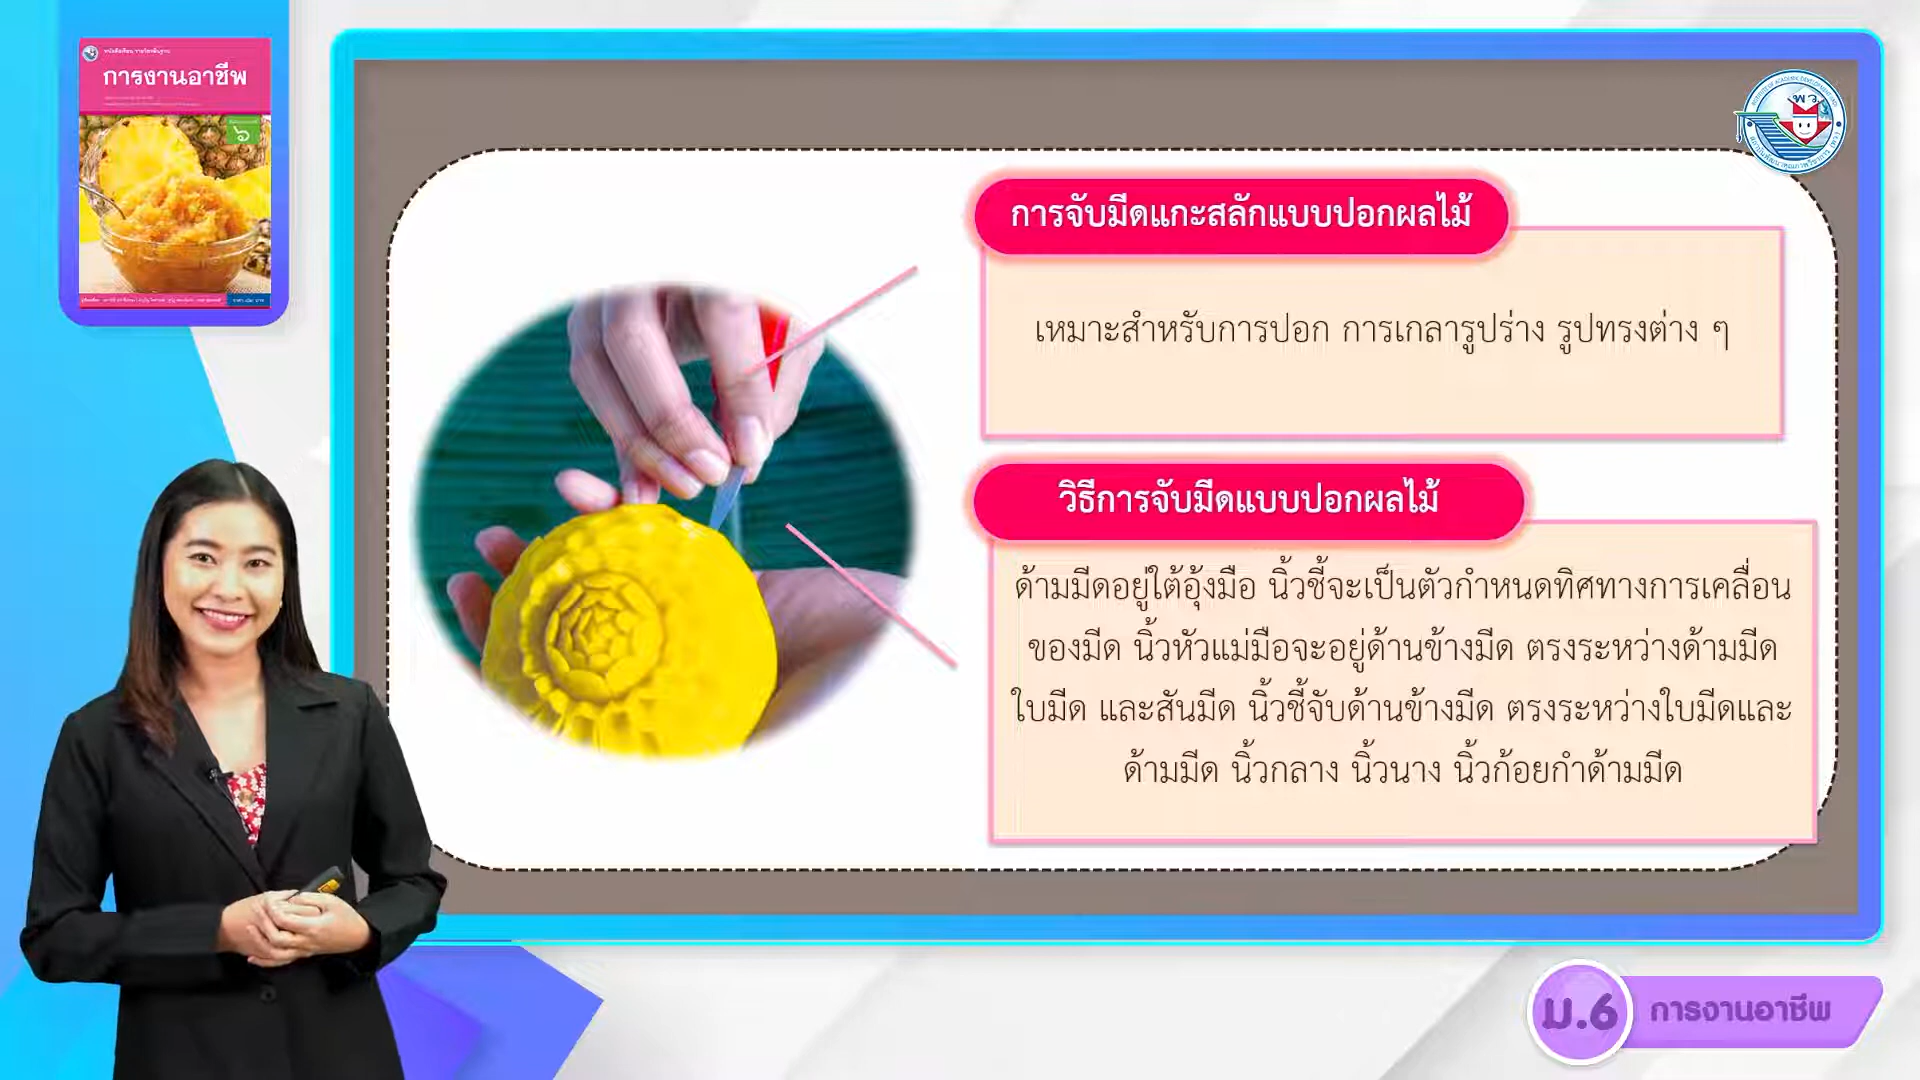 การงานอาชีพ
๖
พว
การจับมีดแกะสลักแบบปอกผลไม้
เหมาะสำหรับการปอก การเกลารูปร่าง รูปทรงต่าง ๆ
วิธีการจับมีดแบบปอกผลไม้
ด้ามมีดอยู่ใต้อุ้งมือ นิ้วชี้จะเป็นตัวกำหนดทิศทางการเคลื่อน
ของมีด นิ้วหัวแม่มือจะอยู่ด้านข้างมีด ตรงระหว่างด้ามมีด
ใบมีด และสันมีด นิ้วชี้จับด้านข้างมีด ตรงระหว่างใบมีดและ
ด้ามมีด นิ้วกลาง นิ้วนาง นิ้วก้อยกำด้ามมีด
ม.6 การงานอาชีพ